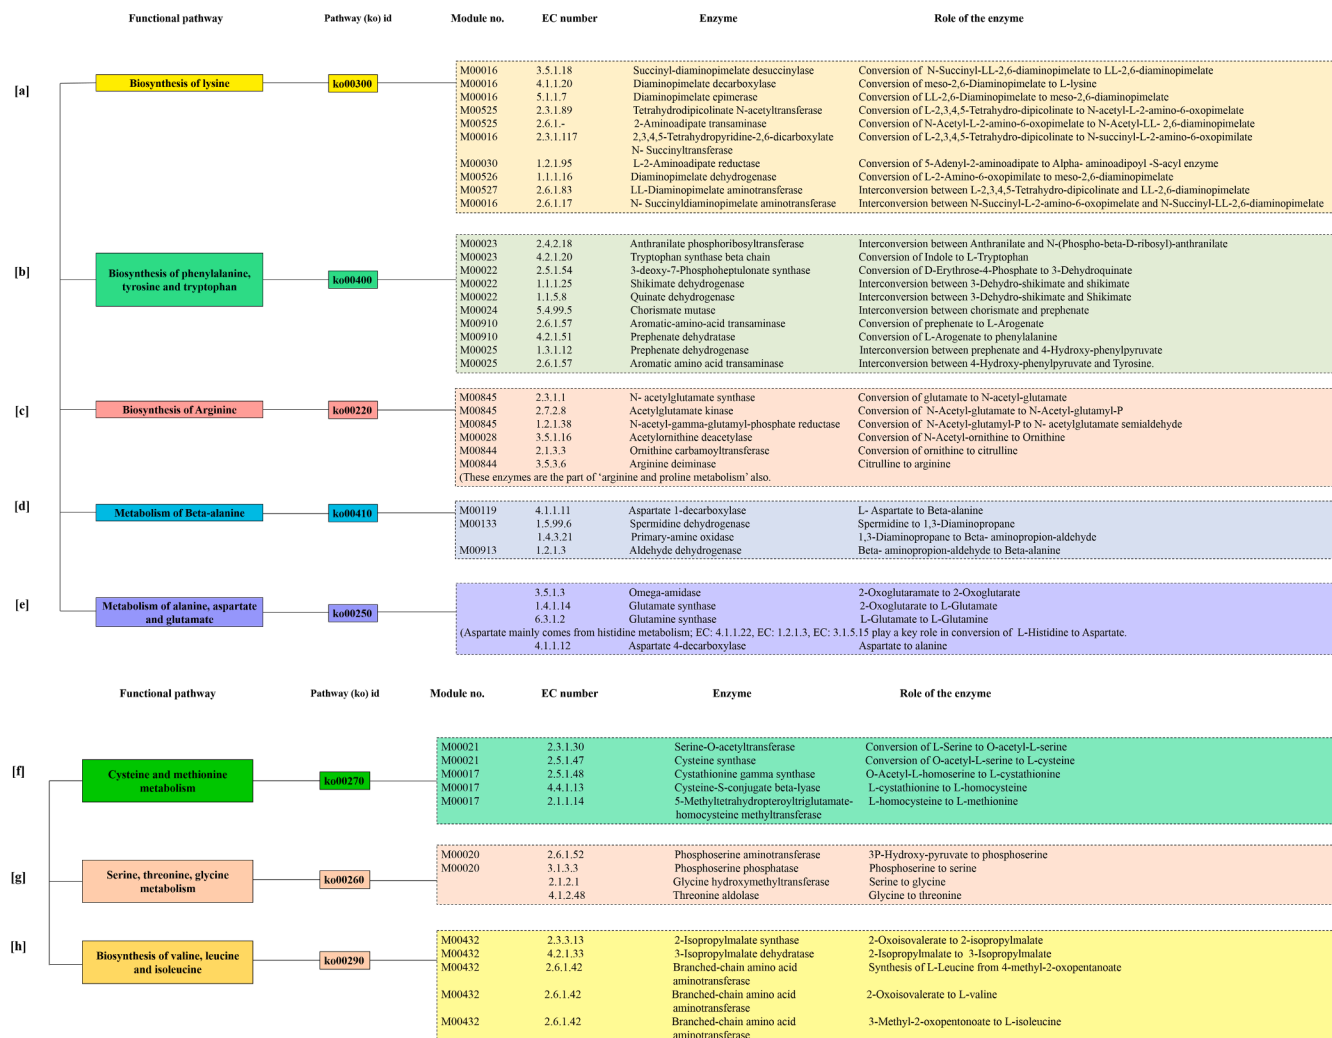 Functional pathway Pathway (ko) id Module no. EC number Enzyme Role of the enzyme
[a] Biosynthesis of lysine ko00300
M00016 3.5.1.18 Succinyl-diaminopimelate desuccinylase Conversion of N-Succinyl-LL-2,6-diaminopimelate to LL-2,6-diaminopimelate
M00016 4.1.1.20 Diaminopimelate decarboxylase Conversion of meso-2,6-Diaminopimelate to L-lysine
M00016 5.1.1.7 Diaminopimelate epimerase Conversion of LL-2,6-Diaminopimelate to meso-2,6-diaminopimelate
M00525 2.3.1.89 Tetrahydrodipicolinate N-acetyltransferase Conversion of L-2,3,4,5-Tetrahydro-dipicolinate to N-acetyl-L-2-amino-6-oxopimelate
M00525 2.6.1.- 2-Aminoadipate transaminase Conversion of N-Acetyl-L-2-amino-6-oxopimelate to N-Acetyl-LL- 2,6-diaminopimelate
M00016 2.3.1.117 2,3,4,5-Tetrahydropyridine-2,6-dicarboxylate Conversion of L-2,3,4,5-Tetrahydro-dipicolinate to N-succinyl-L-2-amino-6-oxopimilate
N- Succinyltransferase
M00030 1.2.1.95 L-2-Aminoadipate reductase Conversion of 5-Adenyl-2-aminoadipate to Alpha- aminoadipoyl -S-acyl enzyme
M00526 1.1.1.16 Diaminopimelate dehydrogenase Conversion of L-2-Amino-6-oxopimilate to meso-2,6-diaminopimelate
M00527 2.6.1.83 LL-Diaminopimelate aminotransferase Interconversion between L-2,3,4,5-Tetrahydro-dipicolinate and LL-2,6-diaminopimelate
M00016 2.6.1.17 N- Succinyldiaminopimelate aminotransferase Interconversion between N-Succinyl-L-2-amino-6-oxopimelate and N-Succinyl-LL-2,6-diaminopimelate
[b] Biosynthesis of phenylalanine, tyrosine and tryptophan ko00400
M00023 2.4.2.18 Anthranilate phosphoribosyltransferase Interconversion between Anthranilate and N-(Phospho-beta-D-ribosyl)-anthranilate
M00023 4.2.1.20 Tryptophan synthase beta chain Conversion of Indole to L-Tryptophan
M00022 2.5.1.54 3-deoxy-7-Phosphoheptulonate synthase Conversion of D-Erythrose-4-Phosphate to 3-Dehydroquinate
M00022 1.1.1.25 Shikimate dehydrogenase Interconversion between 3-Dehydro-shikimate and shikimate
M00022 1.1.5.8 Quinate dehydrogenase Interconversion between 3-Dehydro-shikimate and Shikimate
M00024 5.4.99.5 Chorismate mutase Interconversion between chorismate and prephenate
M00910 2.6.1.57 Aromatic-amino-acid transaminase Conversion of prephenate to L-Arogenate
M00910 4.2.1.51 Prephenate dehydratase Conversion of L-Arogenate to phenylalanine
M00025 1.3.1.12 Prephenate dehydrogenase Interconversion between prephenate and 4-Hydroxy-phenylpyruvate
M00025 2.6.1.57 Aromatic amino acid transaminase Interconversion between 4-Hydroxy-phenylpyruvate and Tyrosine.
[c] Biosynthesis of Arginine ko00220
M00845 2.3.1.1 N- acetylglutamate synthase Conversion of glutamate to N-acetyl-glutamate
M00845 2.7.2.8 Acetylglutamate kinase Conversion of N-Acetyl-glutamate to N-Acetyl-glutamyl-P
M00845 1.2.1.38 N-acetyl-gamma-glutamyl-phosphate reductase Conversion of N-Acetyl-glutamyl-P to N- acetylglutamate semialdehyde
M00028 3.5.1.16 Acetylornithine deacetylase Conversion of N-Acetyl-ornithine to Ornithine
M00844 2.1.3.3 Ornithine carbamoyltransferase Conversion of ornithine to citrulline
M00844 3.5.3.6 Arginine deiminase Citrulline to arginine
(These enzymes are the part of 'arginine and proline metabolism' also.
[d] Metabolism of Beta-alanine ko00410
M00119 4.1.1.11 Aspartate 1-decarboxylase L- Aspartate to Beta-alanine
M00133 1.5.99.6 Spermidine dehydrogenase Spermidine to 1,3-Diaminopropane
1.4.3.21 Primary-amine oxidase 1,3-Diaminopropane to Beta- aminopropion-aldehyde
M00913 1.2.1.3 Aldehyde dehydrogenase Beta- aminopropion-aldehyde to Beta-alanine
[e] Metabolism of alanine, aspartate and glutamate ko00250
3.5.1.3 Omega-amidase 2-Oxoglutaramate to 2-Oxoglutarate
1.4.1.14 Glutamate synthase 2-Oxoglutarate to L-Glutamate
6.3.1.2 Glutamine synthase L-Glutamate to L-Glutamine
(Aspartate mainly comes from histidine metabolism; EC: 4.1.1.22, EC: 1.2.1.3, EC: 3.1.5.15 play a key role in conversion of L-Histidine to Aspartate.
4.1.1.12 Aspartate 4-decarboxylase Aspartate to alanine
Functional pathway Pathway (ko) id Module no. EC number Enzyme Role of the enzyme
[f] Cysteine and methionine metabolism ko00270
M00021 2.3.1.30 Serine-O-acetyltransferase Conversion of L-Serine to O-acetyl-L-serine
M00021 2.5.1.47 Cysteine synthase Conversion of O-acetyl-L-serine to L-cysteine
M00017 2.5.1.48 Cystathionine gamma synthase O-Acetyl-L-homoserine to L-cystathionine
M00017 4.4.1.13 Cysteine-S-conjugate beta-lyase L-cystathionine to L-homocysteine
M00017 2.1.1.14 5-Methyltetrahydropteroyltriglutamate- L-homocysteine to L-methionine
homocysteine methyltransferase
[g] Serine, threonine, glycine metabolism ko00260
M00020 2.6.1.52 Phosphoserine aminotransferase 3P-Hydroxy-pyruvate to phosphoserine
M00020 3.1.3.3 Phosphoserine phosphatase Phosphoserine to serine
2.1.2.1 Glycine hydroxymethyltransferase Serine to glycine
4.1.2.48 Threonine aldolase Glycine to threonine
[h] Biosynthesis of valine, leucine and isoleucine ko00290
M00432 2.3.3.13 2-Isopropylmalate synthase 2-Oxoisovalerate to 2-isopropylmalate
M00432 4.2.1.33 3-Isopropylmalate dehydratase 2-Isopropylmalate to 3-Isopropylmalate
M00432 2.6.1.42 Branched-chain amino acid Synthesis of L-Leucine from 4-methyl-2-oxopentanoate
aminotransferase
M00432 2.6.1.42 Branched-chain amino acid 2-Oxoisovalerate to L-valine
aminotransferase
M00432 2.6.1.42 Branched-chain amino acid 3-Methyl-2-oxopentonoate to L-isoleucine
aminotransferase